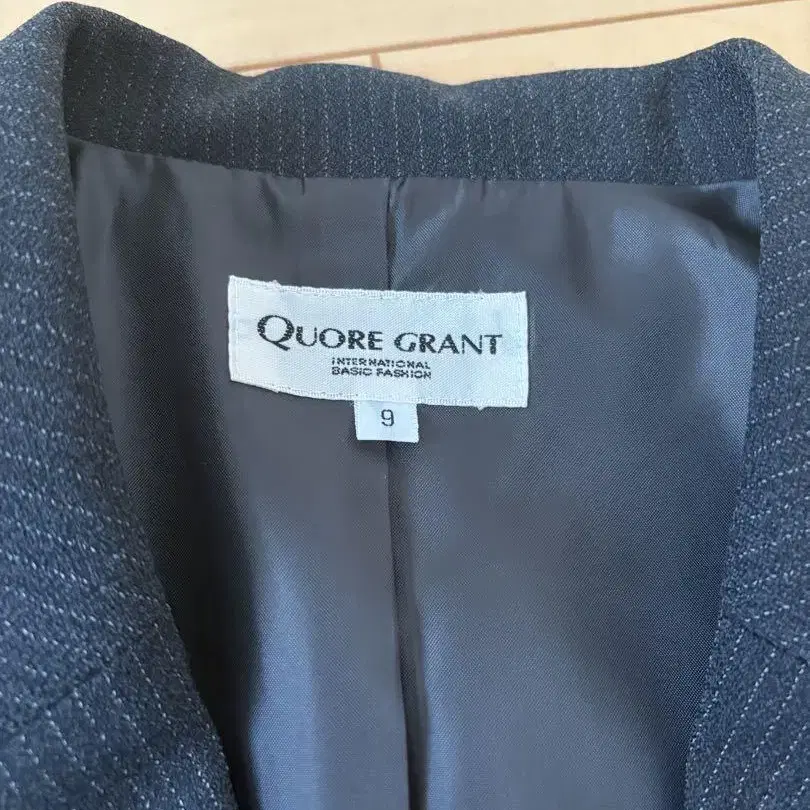 QUORE GRANT
INTERNATIONAL
BASIC FASHION
9